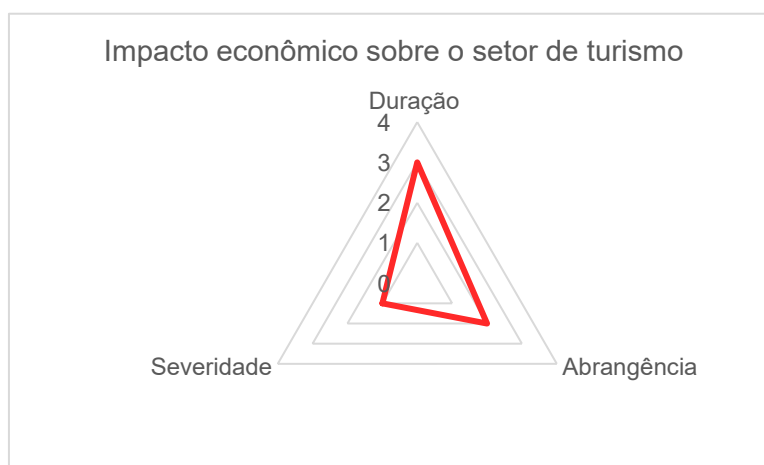 Impacto econômico sobre o setor de turismo
Duração
4
3
2
1
0
Severidade
Abrangência